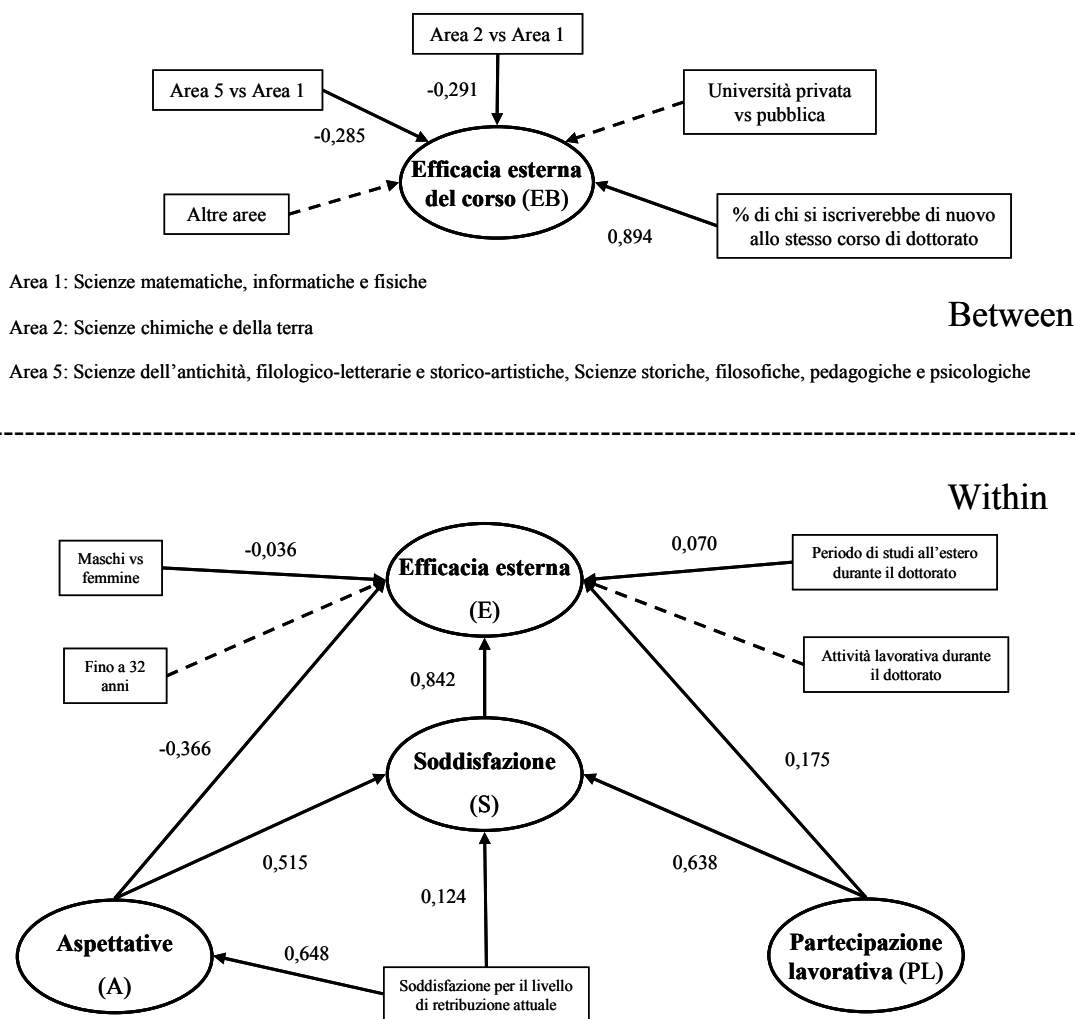 Area 2 vs Area 1
Area 5 vs Area 1
-0,291
Università privata
vs pubblica
-0,285
Efficacia esterna
del corso (EB)
Altre aree
% di chi si iscriverebbe di nuovo
allo stesso corso di dottorato
0,894
Area 1: Scienze matematiche, informatiche e fisiche
Between
Area 2: Scienze chimiche e della terra
Area 5: Scienze dell’antichità, filologico-letterarie e storico-artistiche, Scienze storiche, filosofiche, pedagogiche e psicologiche
Within
Maschi vs
femmine
-0,036
Efficacia esterna
(E)
0,070
Periodo di studi all’estero
durante il dottorato
Fino a 32
anni
0,842
Attività lavorativa durante
il dottorato
-0,366
Soddisfazione
(S)
0,175
0,515
0,124
0,638
Aspettative
(A)
0,648
Soddisfazione per il livello
di retribuzione attuale
Partecipazione
lavorativa (PL)